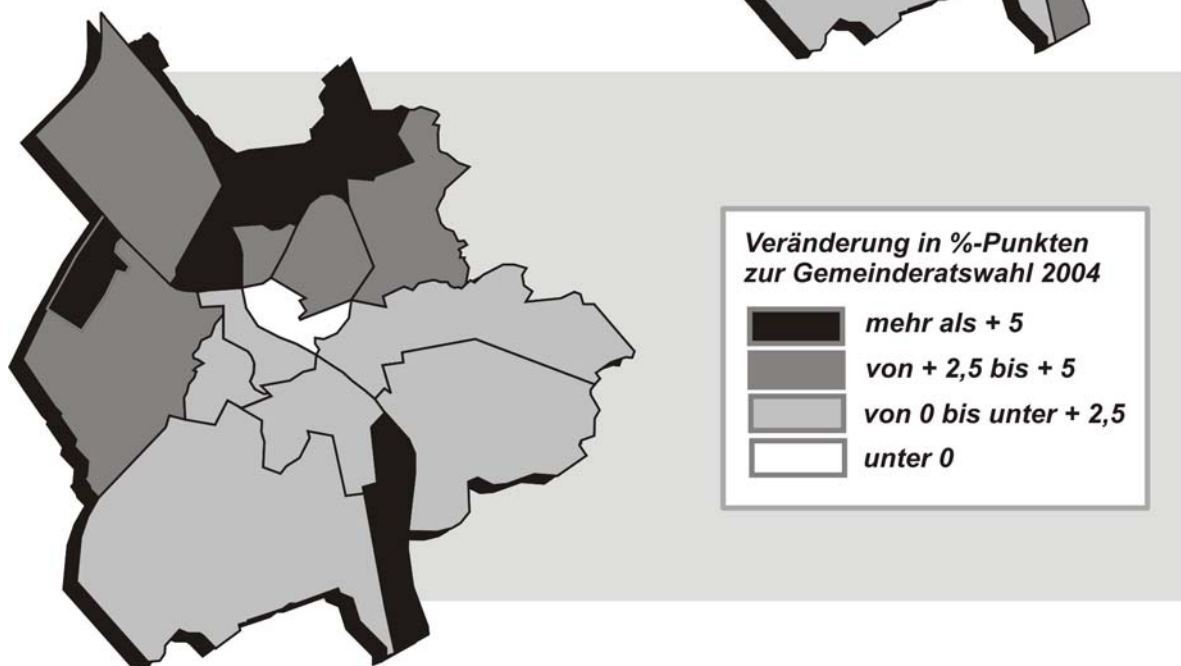 Veränderung in %-Punkten
zur Gemeinderatswahl 2004
mehr als + 5
von + 2,5 bis + 5
von 0 bis unter + 2,5
unter 0